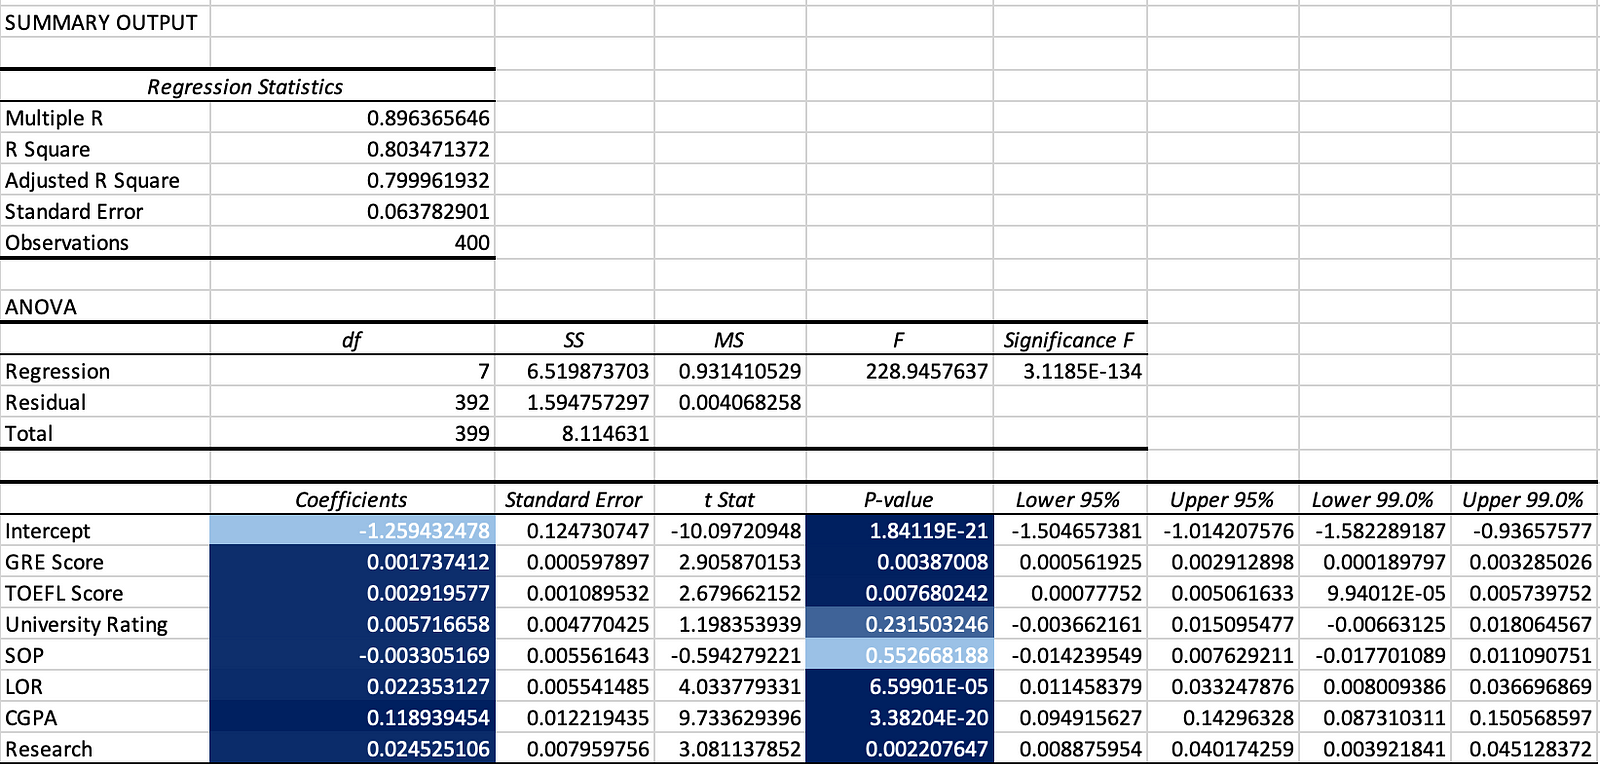 SUMMARY OUTPUT
Regression Statistics
Multiple R 0.896365646
R Square 0.803471372
Adjusted R Square 0.799961932
Standard Error 0.063782901
Observations 400
ANOVA
df SS MS F Significance F
Regression 7 6.519873703 0.931410529 228.9457637 3.1185E-134
Residual 392 1.594757297 0.004068258
Total 399 8.114631
Coefficients Standard Error t Stat P-value Lower 95% Upper 95% Lower 99.0% Upper 99.0%
Intercept -1.259432478 0.124730747 -10.09720948 1.84119E-21 -1.504657381 -1.014207576 -1.582289187 -0.93657577
GRE Score 0.001737412 0.000597897 2.905870153 0.00387008 0.000561925 0.002912898 0.000189797 0.003285026
TOEFL Score 0.002919577 0.001089532 2.679662152 0.007680242 0.00077752 0.005061633 9.94012E-05 0.005739752
University Rating 0.005716658 0.004770425 1.198353939 0.231503246 -0.003662161 0.015095477 -0.00663125 0.018064567
SOP -0.003305169 0.005561643 -0.594279221 0.552668188 -0.014239549 0.007629211 -0.017701089 0.011090751
LOR 0.022353127 0.005541485 4.033779331 6.59901E-05 0.011458379 0.033247876 0.008009386 0.036696869
CGPA 0.118939454 0.012219435 9.733629396 3.38204E-20 0.094915627 0.14296328 0.087310311 0.150568597
Research 0.024525106 0.007959756 3.081137852 0.002207647 0.008875954 0.040174259 0.003921841 0.045128372